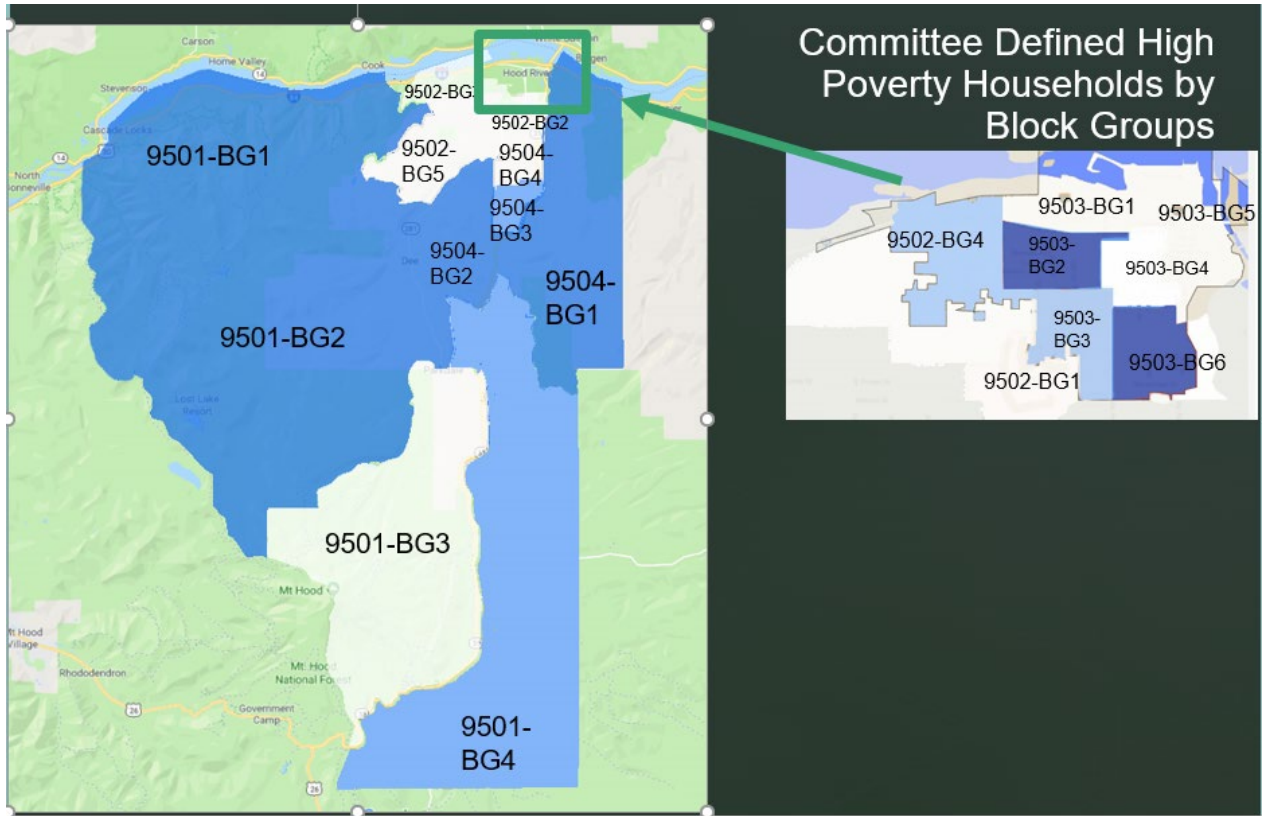 Committee Defined High
Poverty Households by
Block Groups
Carson
Home Valley
14
Cook
Stevenson
Hood River
Bingen
Cascade Locks
14
North
Bonneville
9501-BG1
9502-BG
9502-BG2
9502-
BG5
9504-
BG4
9504-
BG3
281
Dee
9504-
BG2
9504-
BG1
9501-BG2
Parkdale
Lost Lake
Resort
9501-BG3
Mt Hood
Mt Hood
Village
Rhododendron
Mt. Hood
National Forest
26
Government
Camp
26
9501-
BG4
9503-BG1
9503-BG5
9502-BG4
9503-
BG2
9503-BG4
9503-
BG3
9503-BG6
9502-BG1